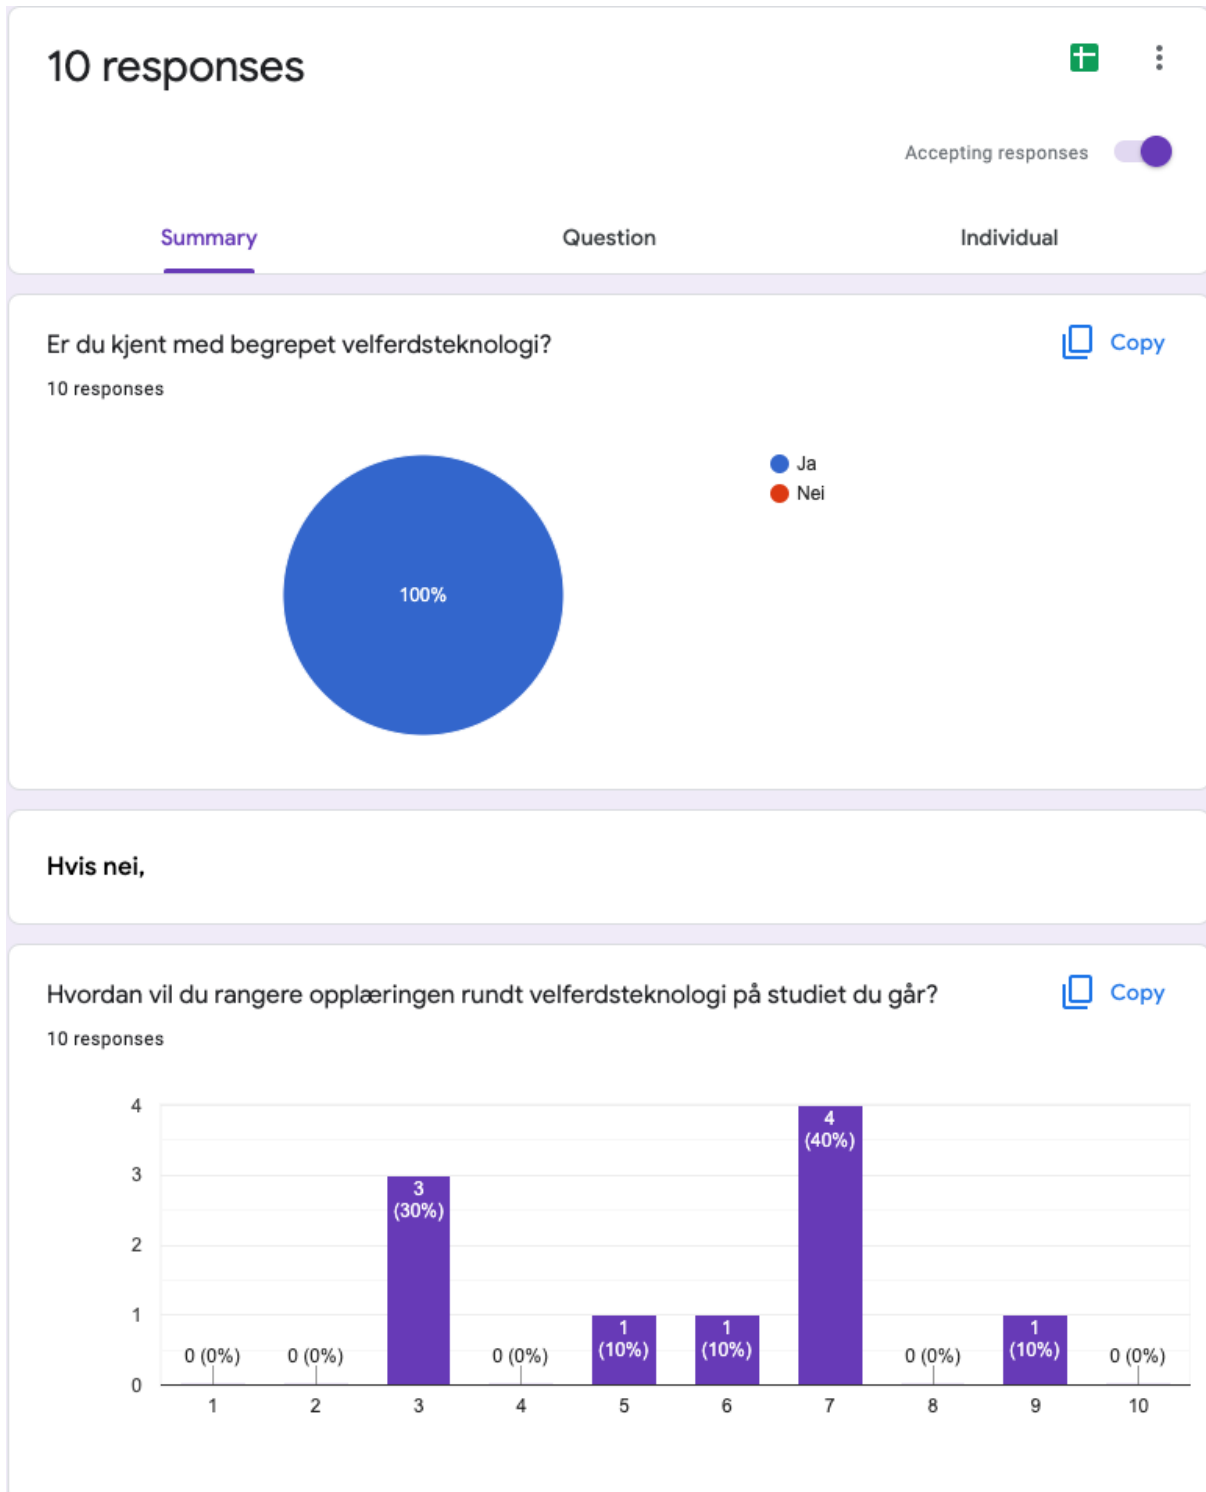 10 responses
Accepting responses
Summary Question Individual
Er du kjent med begrepet velferdsteknologi?
Copy
10 responses
Ja
Nei
100%
Hvis nei,
Hvordan vil du rangere opplæringen rundt velferdsteknologi på studiet du går?
Copy
10 responses
4
3
2
1
0
0 (0%)
0 (0%)
3
(30%)
0 (0%)
1
(10%)
1
(10%)
4
(40%)
0 (0%)
1
(10%)
0 (0%)
1 2 3 4 5 6 7 8 9 10